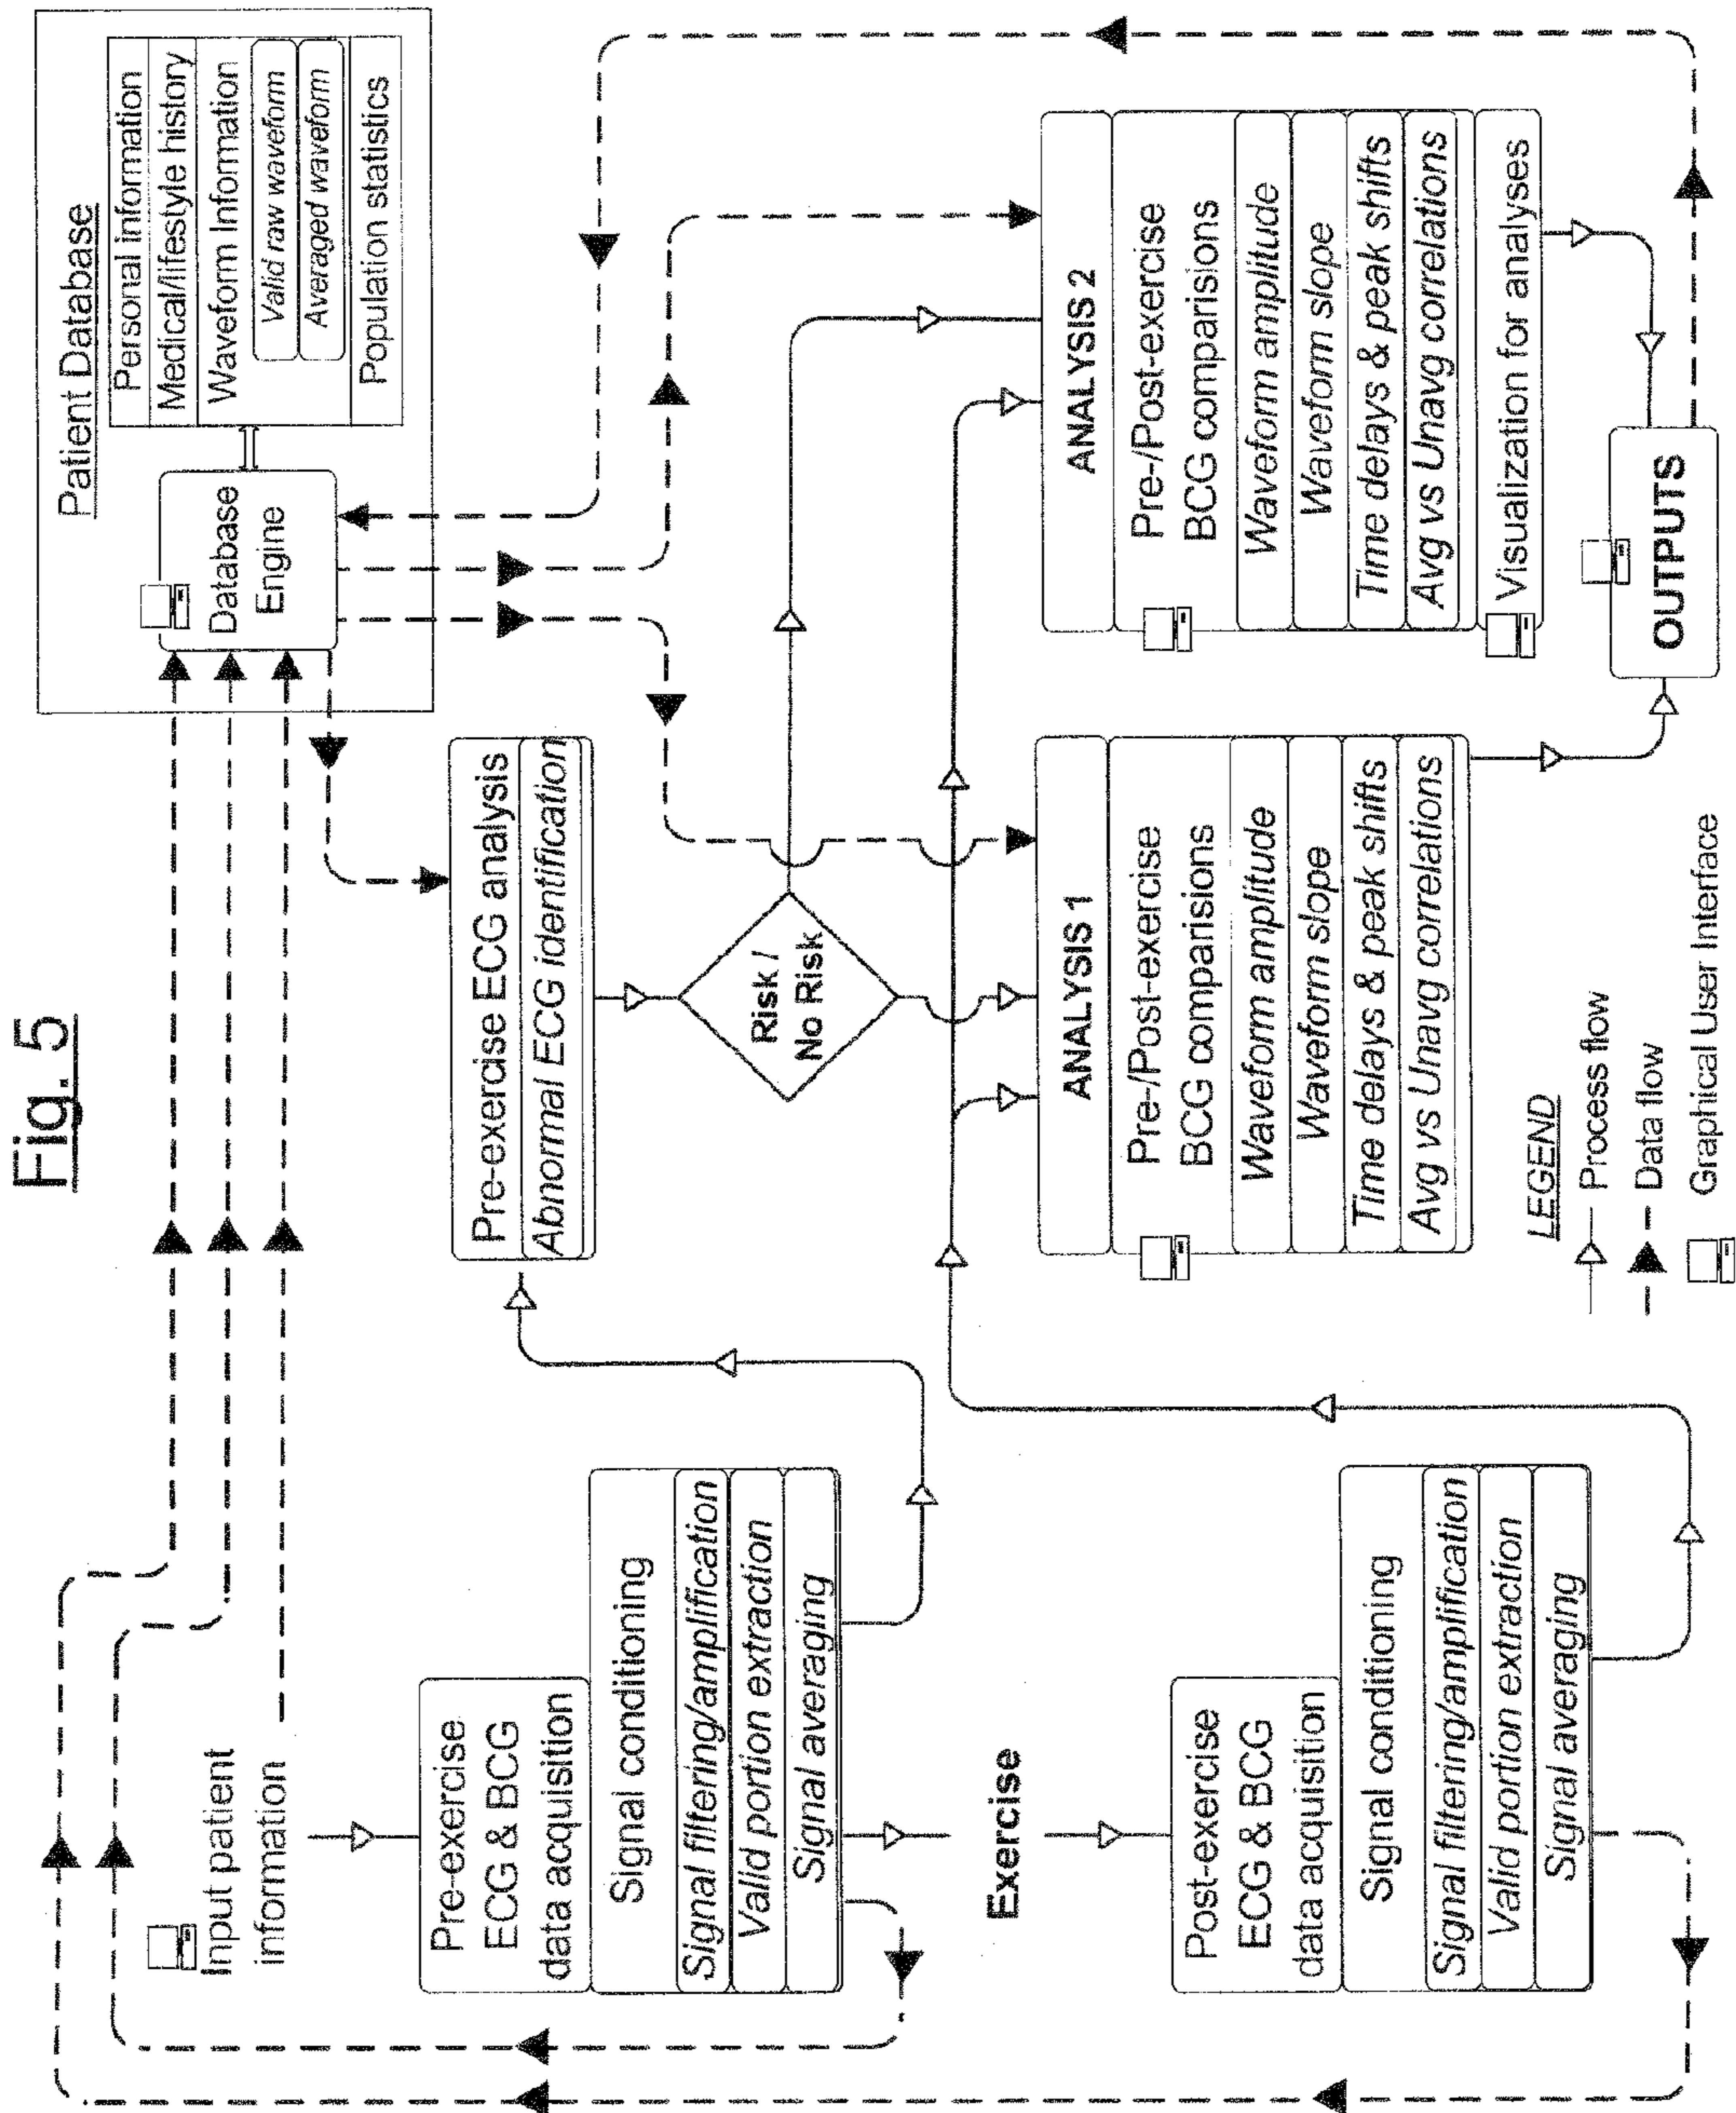 Fig. 5
Input patient
information
Pre-exercise
ECG & BCG
data acquisition
Signal conditioning
Signal filtering/amplification
Valid portion extraction
Signal averaging
Exercise
Post-exercise
ECG & BCG
data acquisition
Signal conditioning
Signal filtering/amplification
Valid portion extraction
Signal averaging
Patient Database
Database
Engine
Personal information
Medical/lifestyle history
Waveform Information
Valid raw waveform
Averaged waveform
Population statistics
Pre-exercise ECG analysis
Abnormal ECG identification
Risk /
No Risk
ANALYSIS 1
Pre-/Post-exercise
BCG comparisions
Waveform amplitude
Waveform slope
Time delays & peak shifts
Avg vs Unavg correlations
ANALYSIS 2
Pre-/Post-exercise
BCG comparisions
Waveform amplitude
Waveform slope
Time delays & peak shifts
Avg vs Unavg correlations
Visualization for analyses
OUTPUTS
LEGEND
Process flow
Data flow
Graphical User Interface